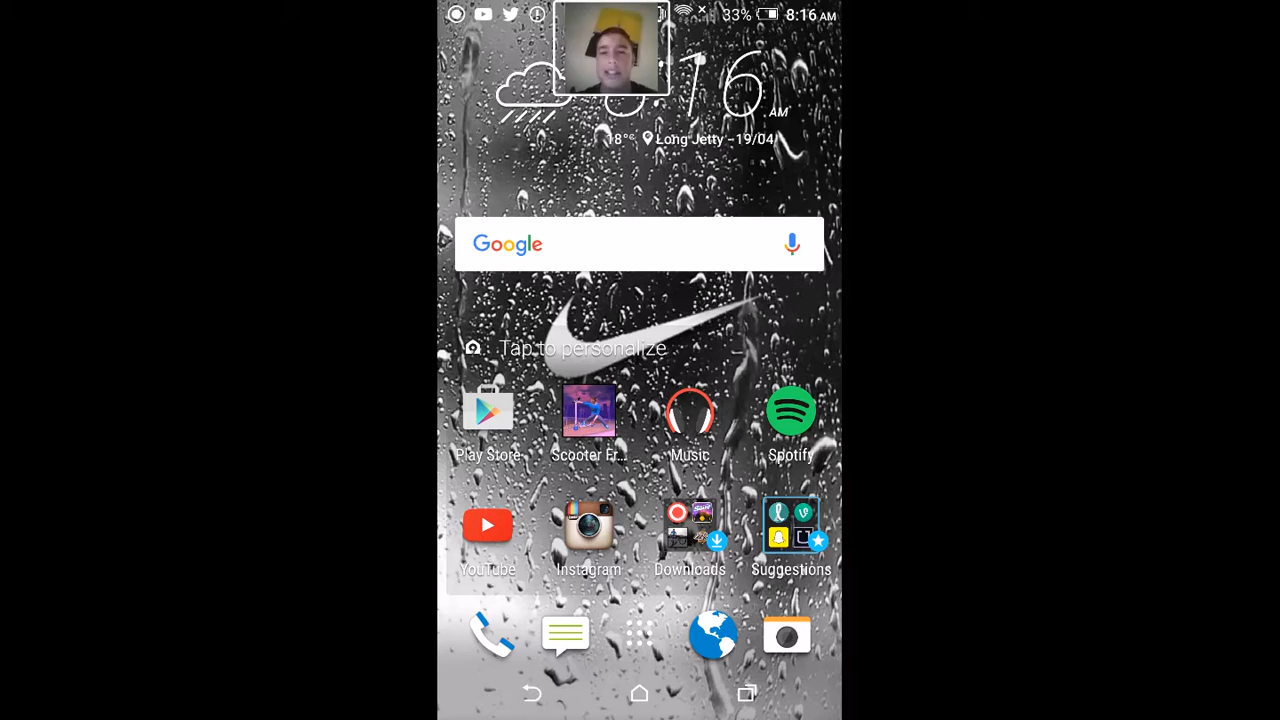 33% 8:16 AM
:16 AM
18°c Long Jetty -19/04
Google
Tap to personalize
Play Store Scooter Fr... Music Spotify
YouTube Instagram Downloads Suggestions